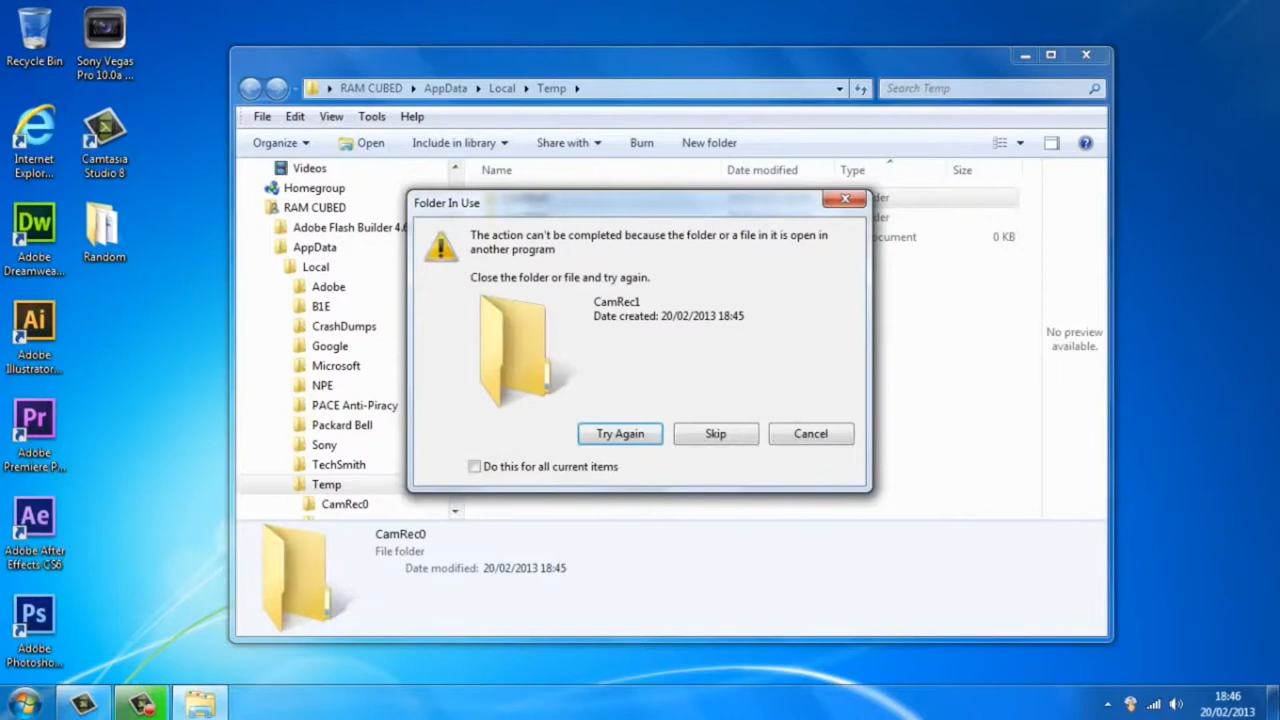 Recycle Bin
Sony Vegas
Pro 10.0a ...
Internet
Explor...
Camtasia
Studio 8
Dw
Adobe
Dreamwea...
Random
Ai
Adobe
Illustrator...
Pr
Adobe
Premiere P...
Ae
Adobe After
Effects CS6
Ps
Adobe
Photosho...
RAM CUBED
AppData
Local
Temp
Search Temp
File Edit View Tools Help
Organize Open Include in library Share with Burn New folder
Name Date modified Type Size
Videos
Homegroup
RAM CUBED
Adobe Flash Builder 4.6
AppData
Local
Adobe
B1E
CrashDumps
Google
Microsoft
NPE
PACE Anti-Piracy
Packard Bell
Sony
TechSmith
Temp
CamRec0
0 KB
No preview
available.
Folder In Use
The action can't be completed because the folder or a file in it is open in
another program
Close the folder or file and try again.
CamRec1
Date created: 20/02/2013 18:45
Try Again Skip Cancel
Do this for all current items
CamRec0
File folder
Date modified: 20/02/2013 18:45
18:46
20/02/2013